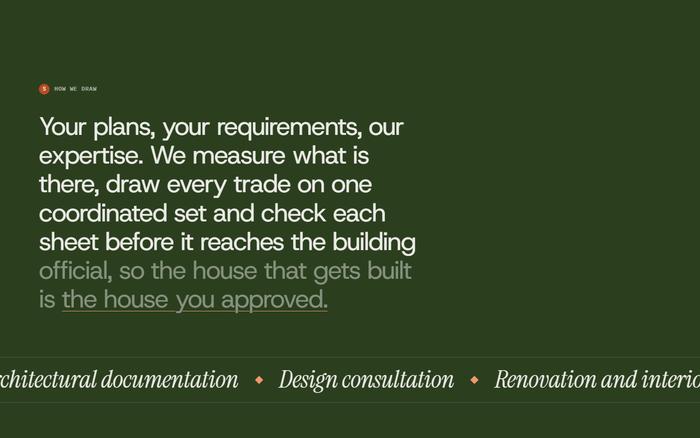 S HOW WE DRAW
Your plans, your requirements, our
expertise. We measure what is
there, draw every trade on one
coordinated set and check each
sheet before it reaches the building
official, so the house that gets built
is the house you approved.
rchitectural documentation ◆ Design consultation ◆ Renovation and interio